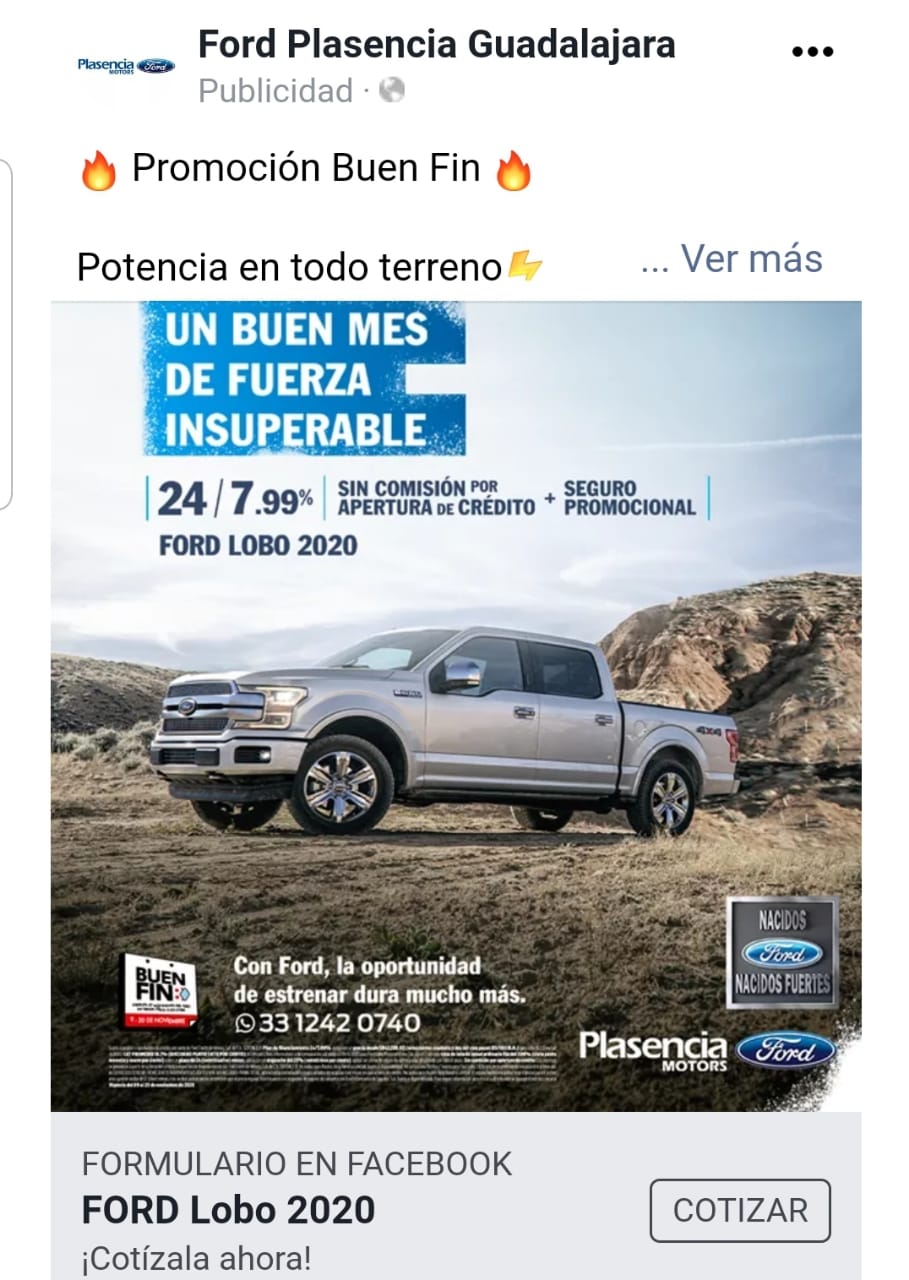 Ford Plasencia Guadalajara
Plasencia Ford
MOTORS
Publicidad ·
🔥 Promoción Buen Fin 🔥
Potencia en todo terreno⚡ ... Ver más
UN BUEN MES
DE FUERZA
INSUPERABLE
24/7.99% SIN COMISIÓN POR APERTURA DE CRÉDITO + SEGURO PROMOCIONAL
FORD LOBO 2020
4X4
NACIDOS
Ford
NACIDOS FUERTES
BUEN
FIN
Con Ford, la oportunidad
de estrenar dura mucho más.
33 1242 0740
Plasencia Ford
MOTORS
FORMULARIO EN FACEBOOK
FORD Lobo 2020
¡Cotízala ahora!
COTIZAR